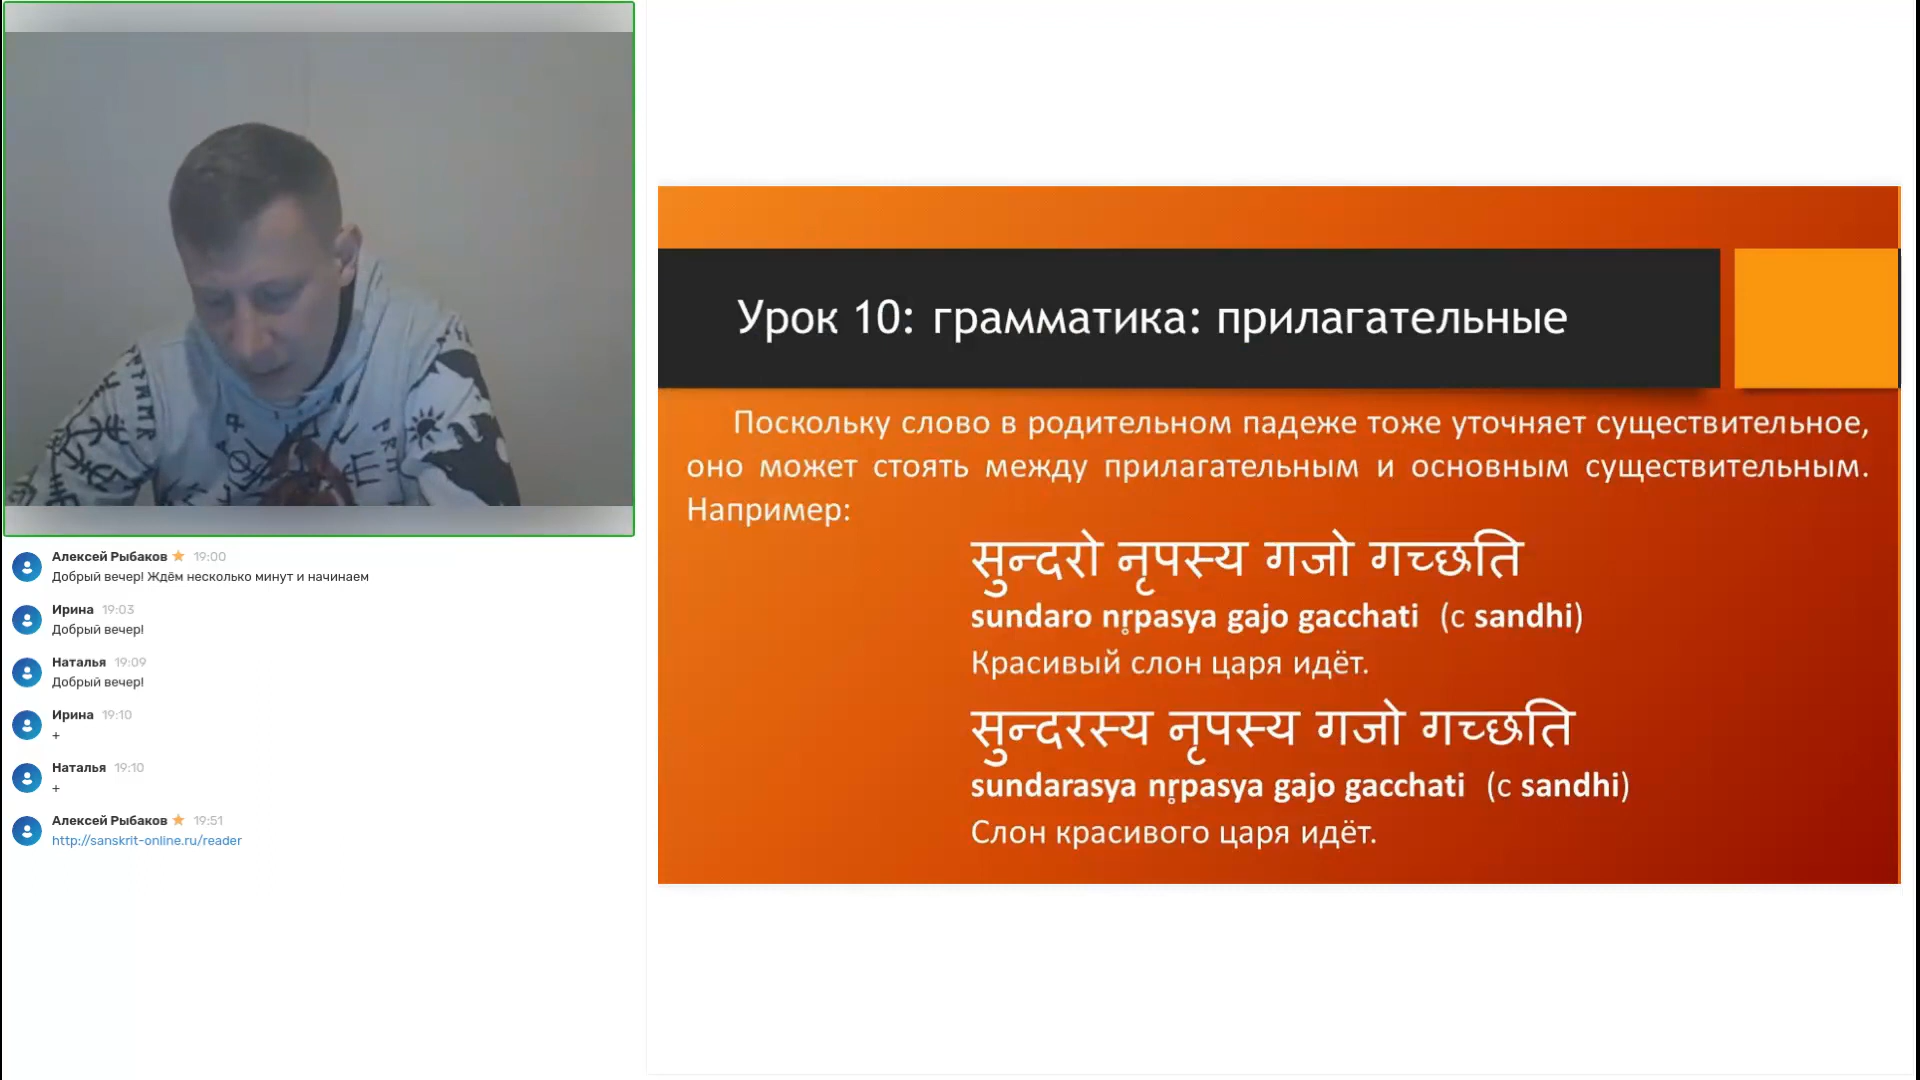 Алексей Рыбаков 19:00
Добрый вечер! Ждём несколько минут и начинаем
Ирина 19:03
Добрый вечер!
Наталья 19:09
Добрый вечер!
Ирина 19:10
+
Наталья 19:10
+
Алексей Рыбаков 19:51
http://sanskrit-online.ru/reader
Урок 10: грамматика: прилагательные
Поскольку слово в родительном падеже тоже уточняет существительное,
оно может стоять между прилагательным и основным существительным.
Например:
सुन्दरो नृपस्य गजो गच्छति
sundaro nr̥pasya gajo gacchati (с sandhi)
Красивый слон царя идёт.
सुन्दरस्य नृपस्य गजो गच्छति
sundarasya nr̥pasya gajo gacchati (с sandhi)
Слон красивого царя идёт.